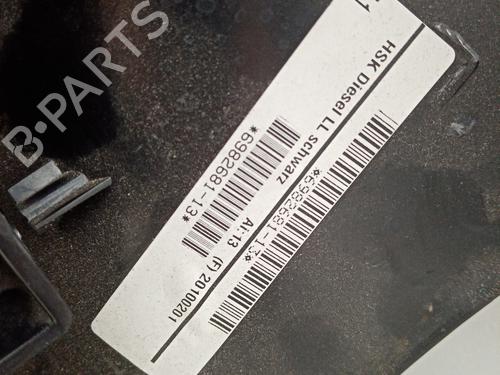 B-PARTS
HSK Diesel LL schwarz
*6982681-13*
*6982681-13*
AI:13 (F) 20100201